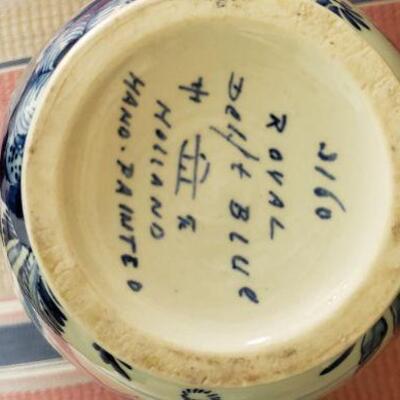 3160
ROYAL
Delft BLUE
HOLLAND
HAND. PAINTED